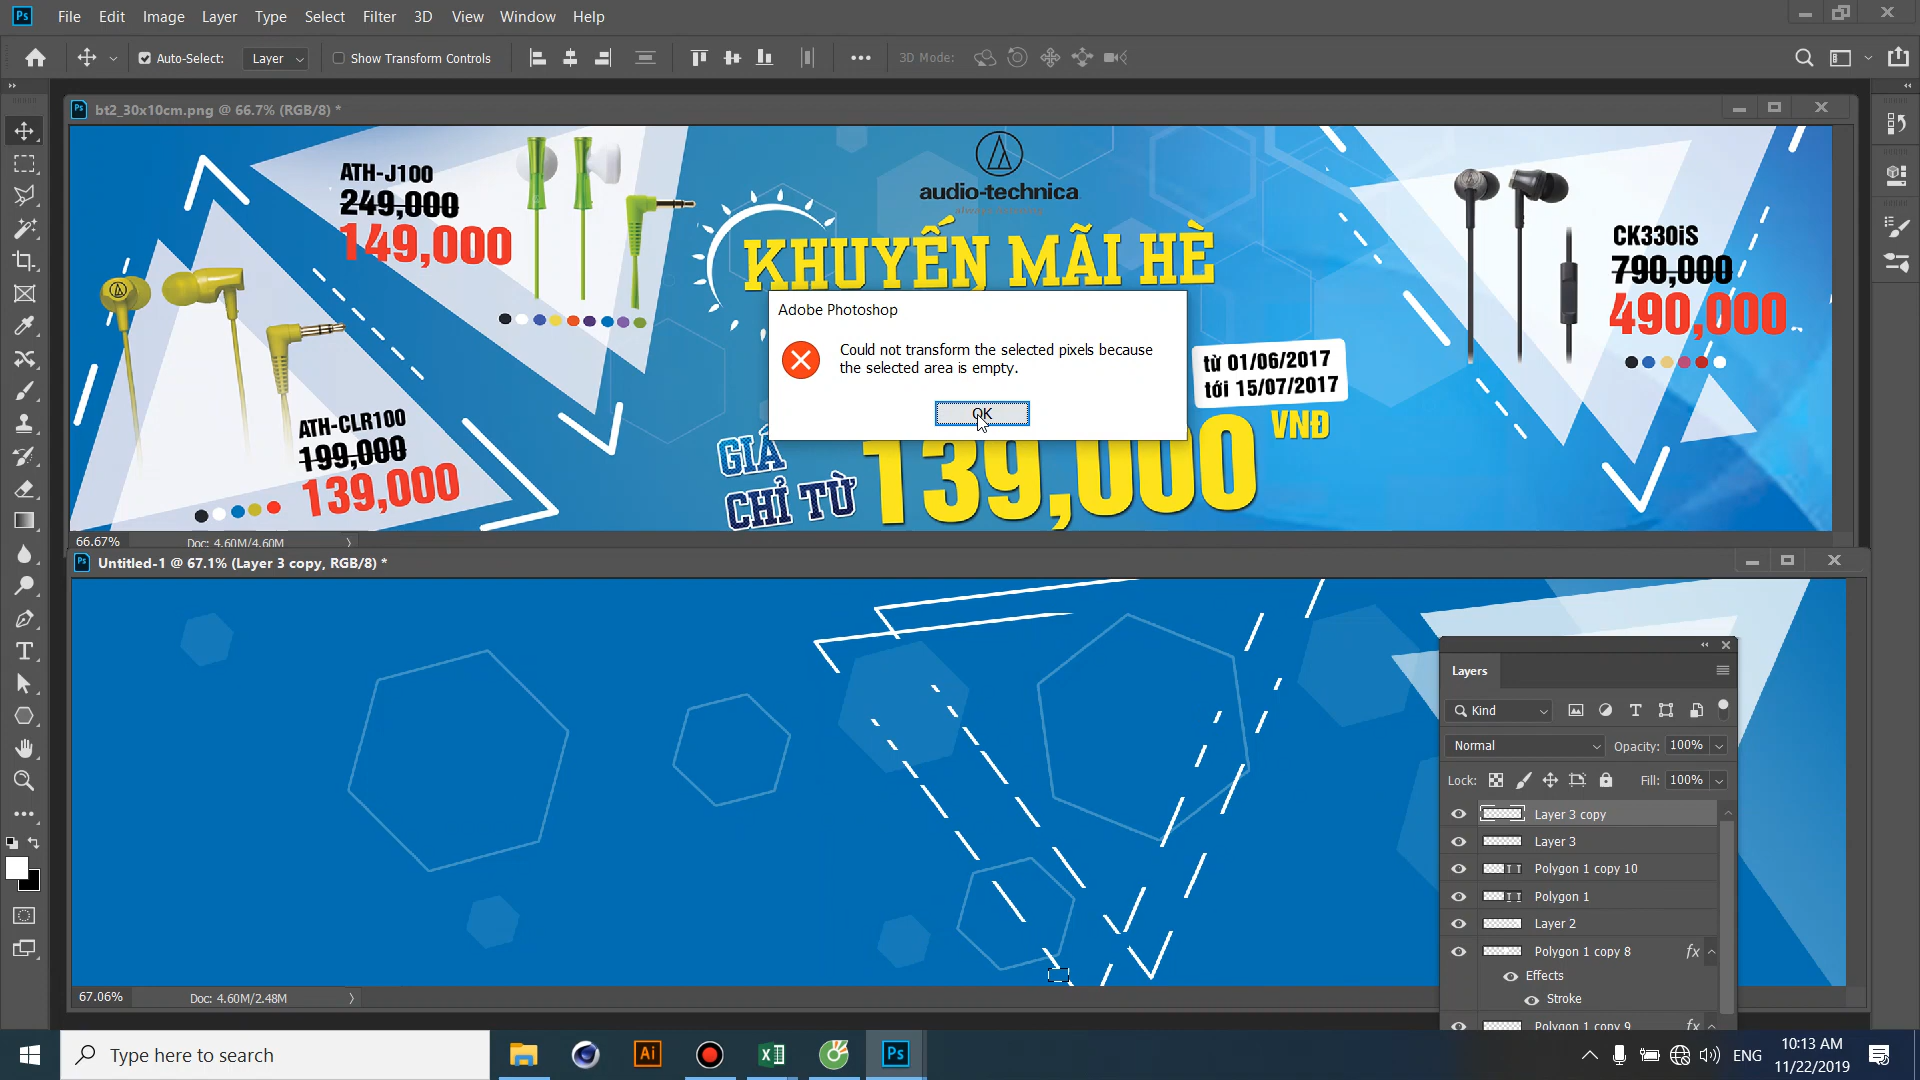 File Edit Image Layer Type Select Filter 3D View Window Help
Auto-Select: Layer Show Transform Controls 3D Mode:
bt2_30x10cm.png @ 66.7% (RGB/8) *
ATH-J100
249,000
149,000
audio-technica
KHUYẾN MÃI HÈ
CK330iS
790,000
490,000
từ 01/06/2017
tới 15/07/2017
ATH-CLR100
199,000
139,000
GIÁ
CHỈ TỪ
139,000
VNĐ
Adobe Photoshop
Could not transform the selected pixels because
the selected area is empty.
OK
66.67% Doc: 4.60M/4.60M
Untitled-1 @ 67.1% (Layer 3 copy, RGB/8) *
Layers
Kind
Normal Opacity: 100%
Lock: Fill: 100%
Layer 3 copy
Layer 3
Polygon 1 copy 10
Polygon 1
Layer 2
Polygon 1 copy 8 fx
Effects
Stroke
Polygon 1 copy 9 fx
67.06% Doc: 4.60M/2.48M
Type here to search
ENG
10:13 AM
11/22/2019